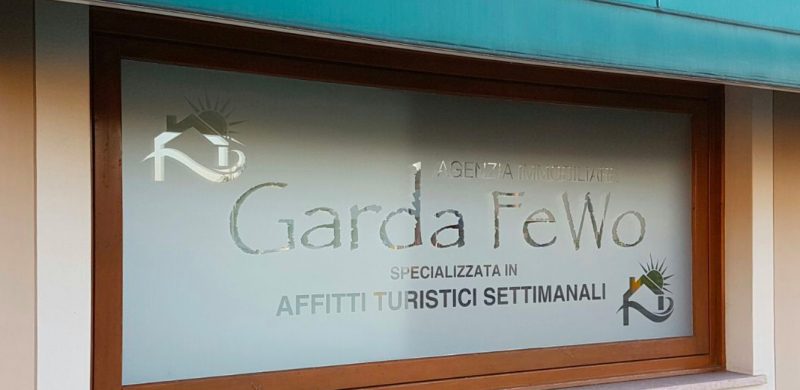 AGENZIA IMMOBILIARE
Garda FeWo
SPECIALIZZATA IN
AFFITTI TURISTICI SETTIMANALI